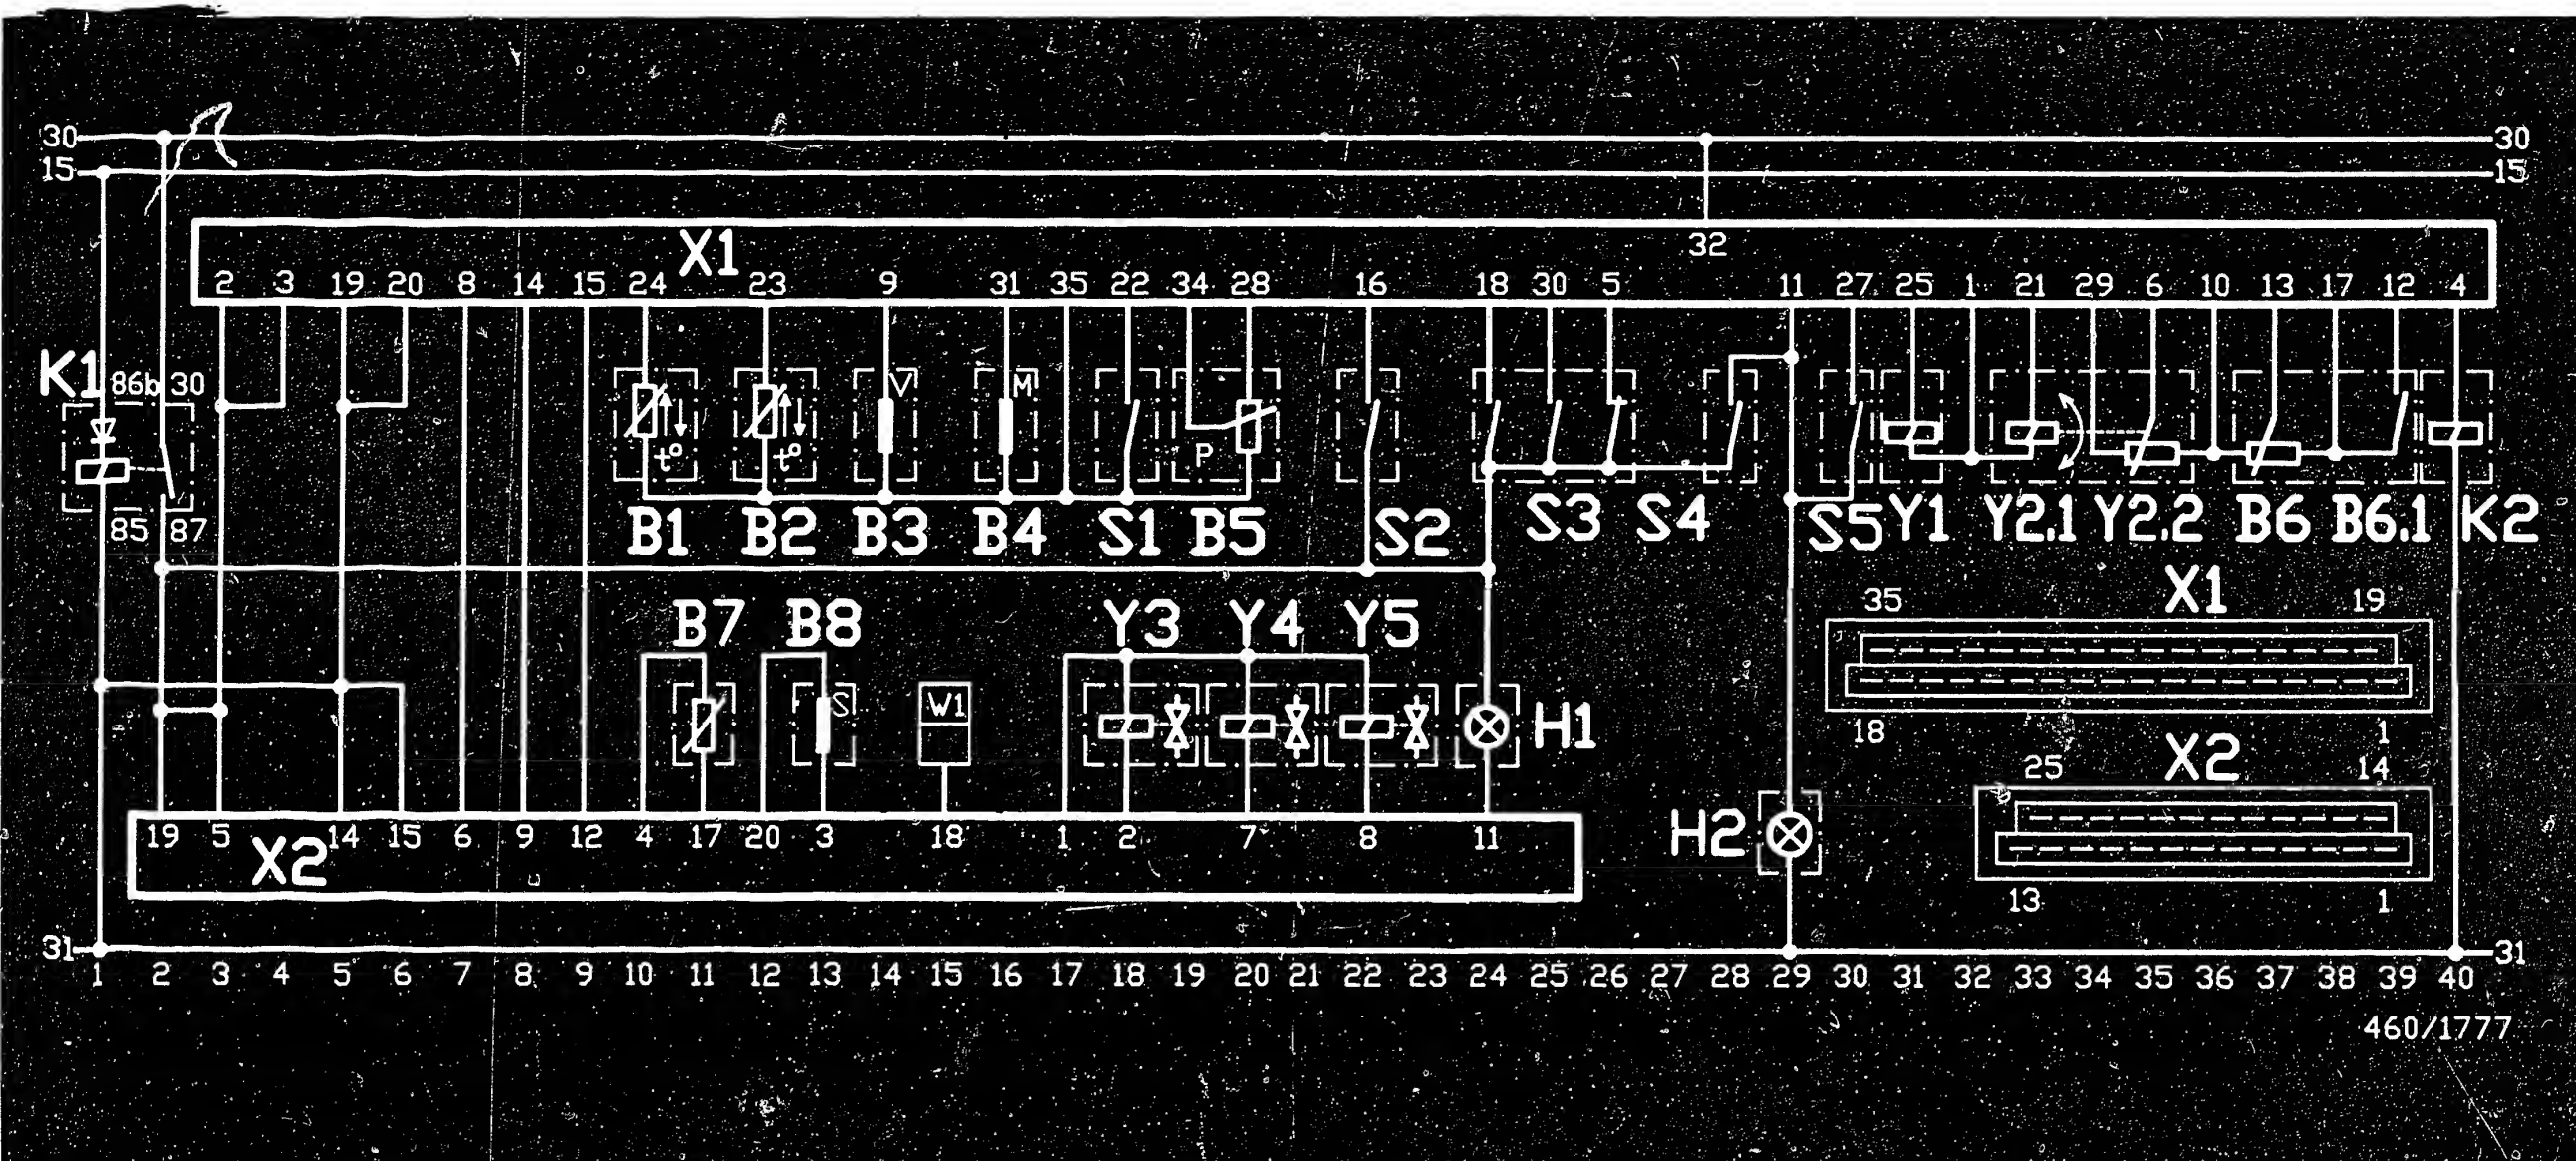 30 30
15 15
X1 32
2 3 19 20 8 14 15 24 23 9 31 35 22 34 28 16 18 30 5 11 27 25 1 21 29 6 10 13 17 12 4
K1 86b 30 V M
t° t° P
85 87 B1 B2 B3 B4 S1 B5 S2 S3 S4 S5 Y1 Y2.1 Y2.2 B6 B6.1 K2
X1
B7 B8 Y3 Y4 Y5 35 19
S W1 H1 18 1
X2
25 14
19 5 14 15 6 9 12 4 17 20 3 18 1 2 7 8 11 H2
X2
13 1
31 31
1 2 3 4 5 6 7 8 9 10 11 12 13 14 15 16 17 18 19 20 21 22 23 24 25 26 27 28 29 30 31 32 33 34 35 36 37 38 39 40
460/1777